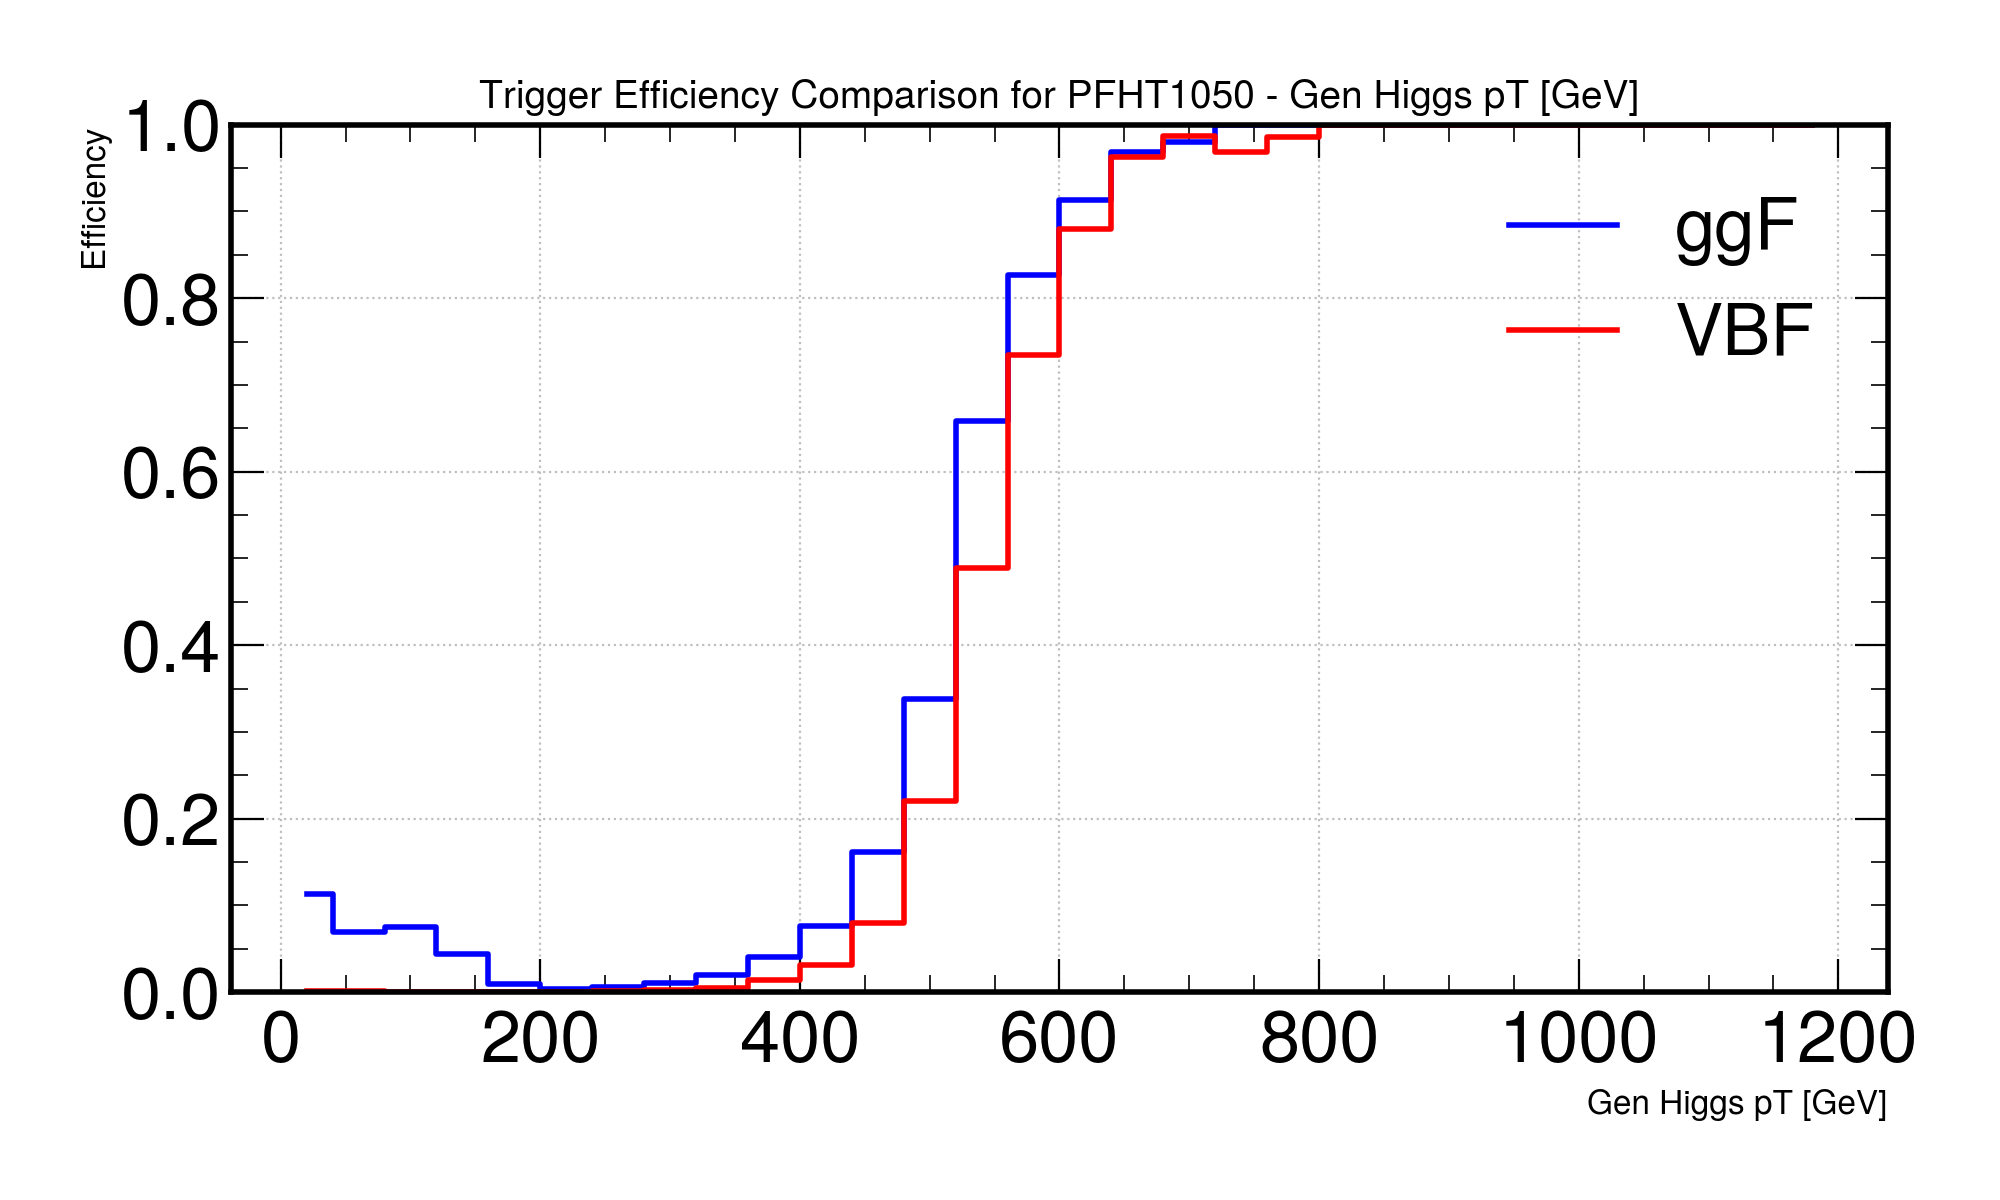 Trigger Efficiency Comparison for PFHT1050 - Gen Higgs pT [GeV]
Efficiency
1.0
0.8
0.6
0.4
0.2
0.0
ggF
VBF
0 200 400 600 800 1000 1200
Gen Higgs pT [GeV]